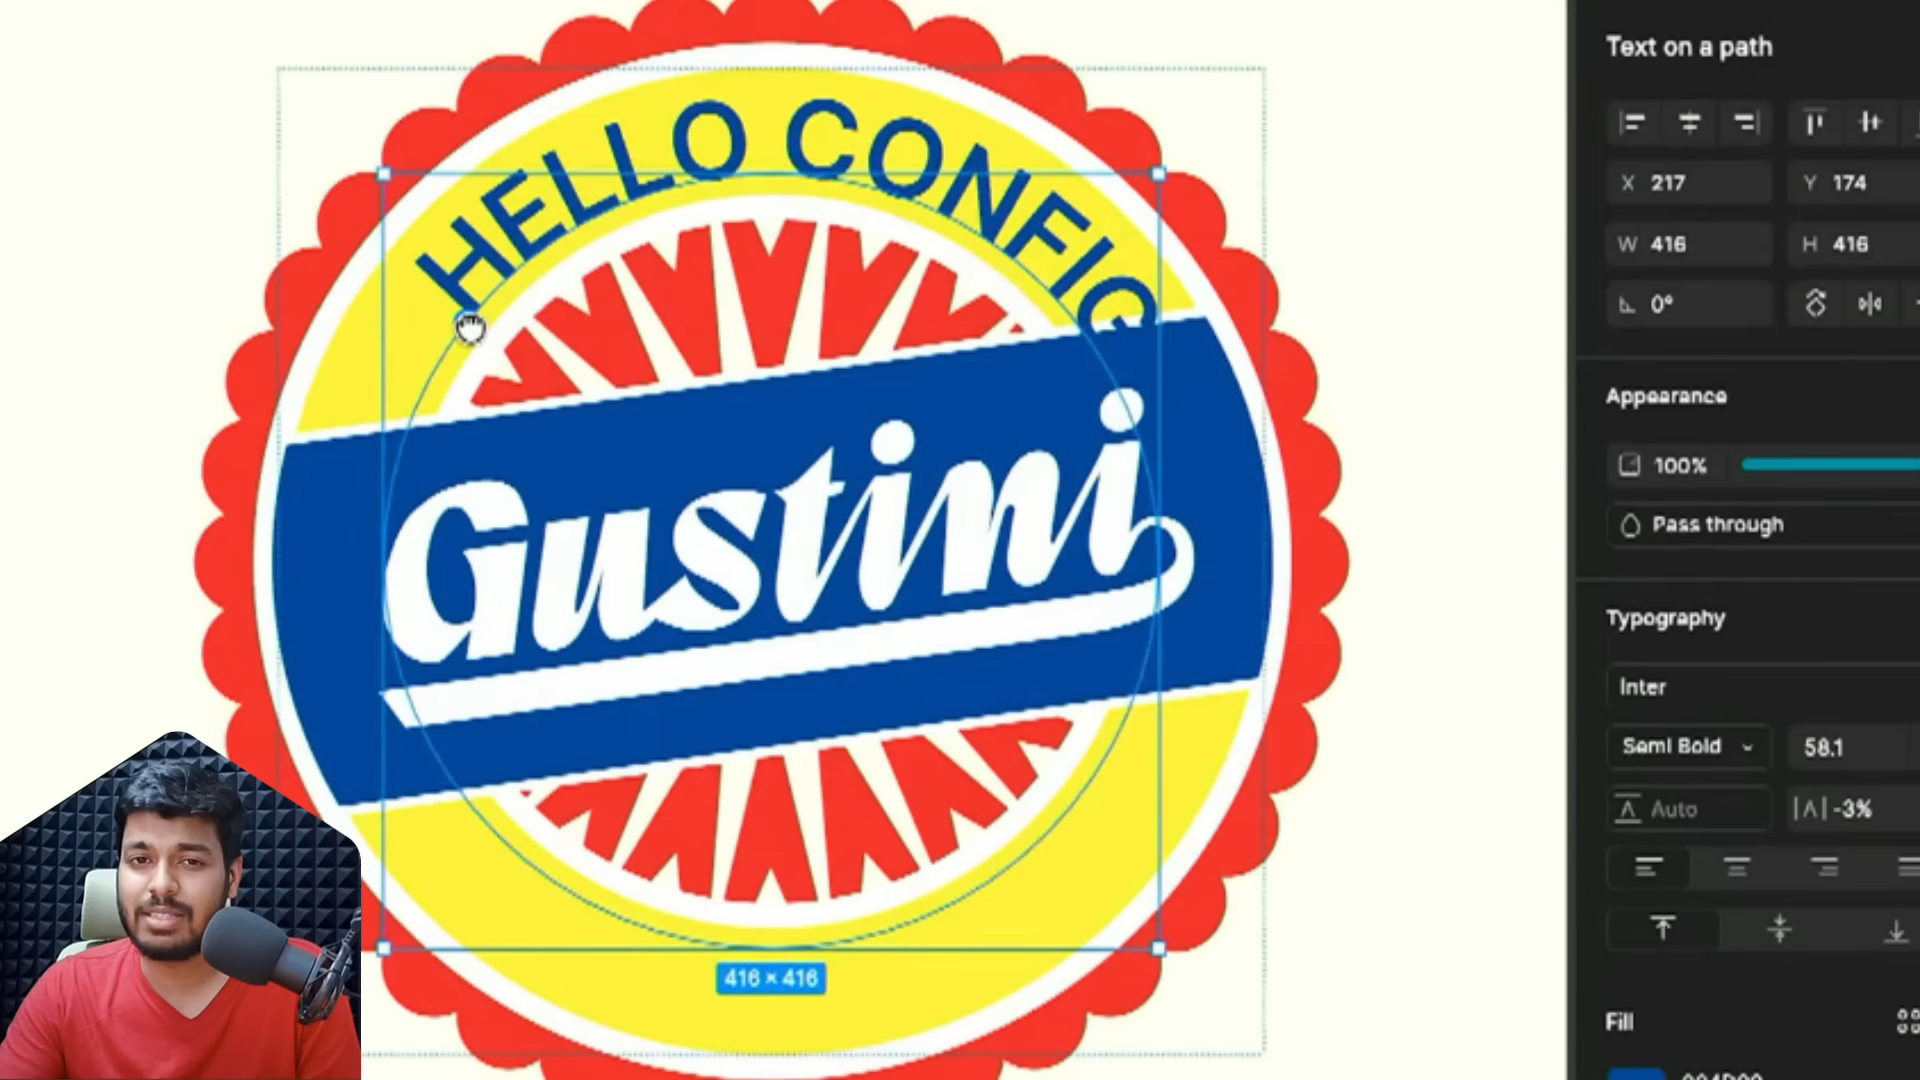 HELLO CONFIG
Gustini
416 × 416
Text on a path
X 217
Y 174
W 416
H 416
0°
Appearance
100%
Pass through
Typography
Inter
Semi Bold
58.1
Auto
|A| -3%
Fill